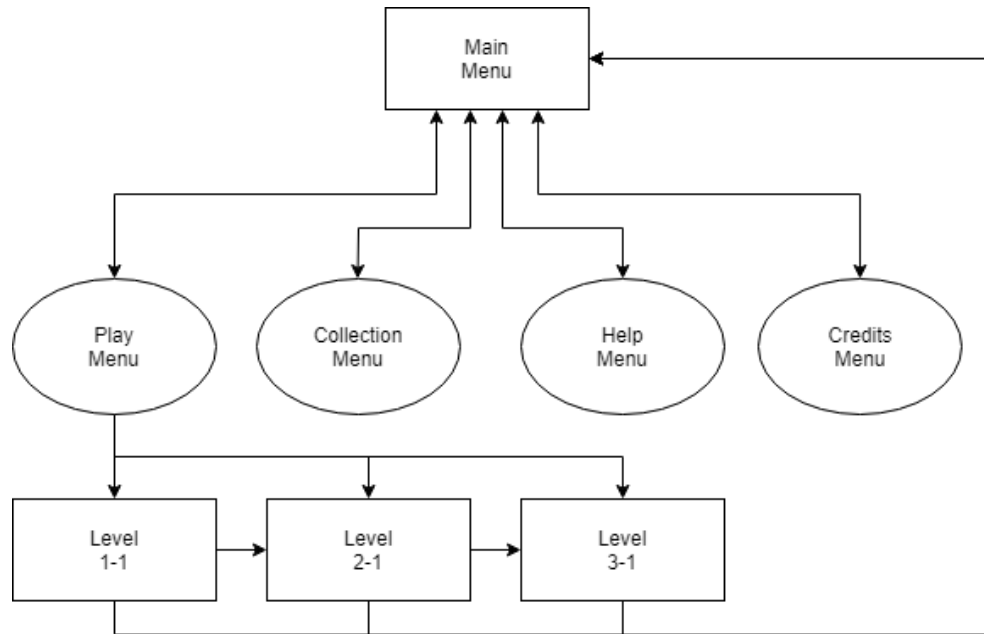 Main
Menu
Play
Menu
Collection
Menu
Help
Menu
Credits
Menu
Level
1-1
Level
2-1
Level
3-1